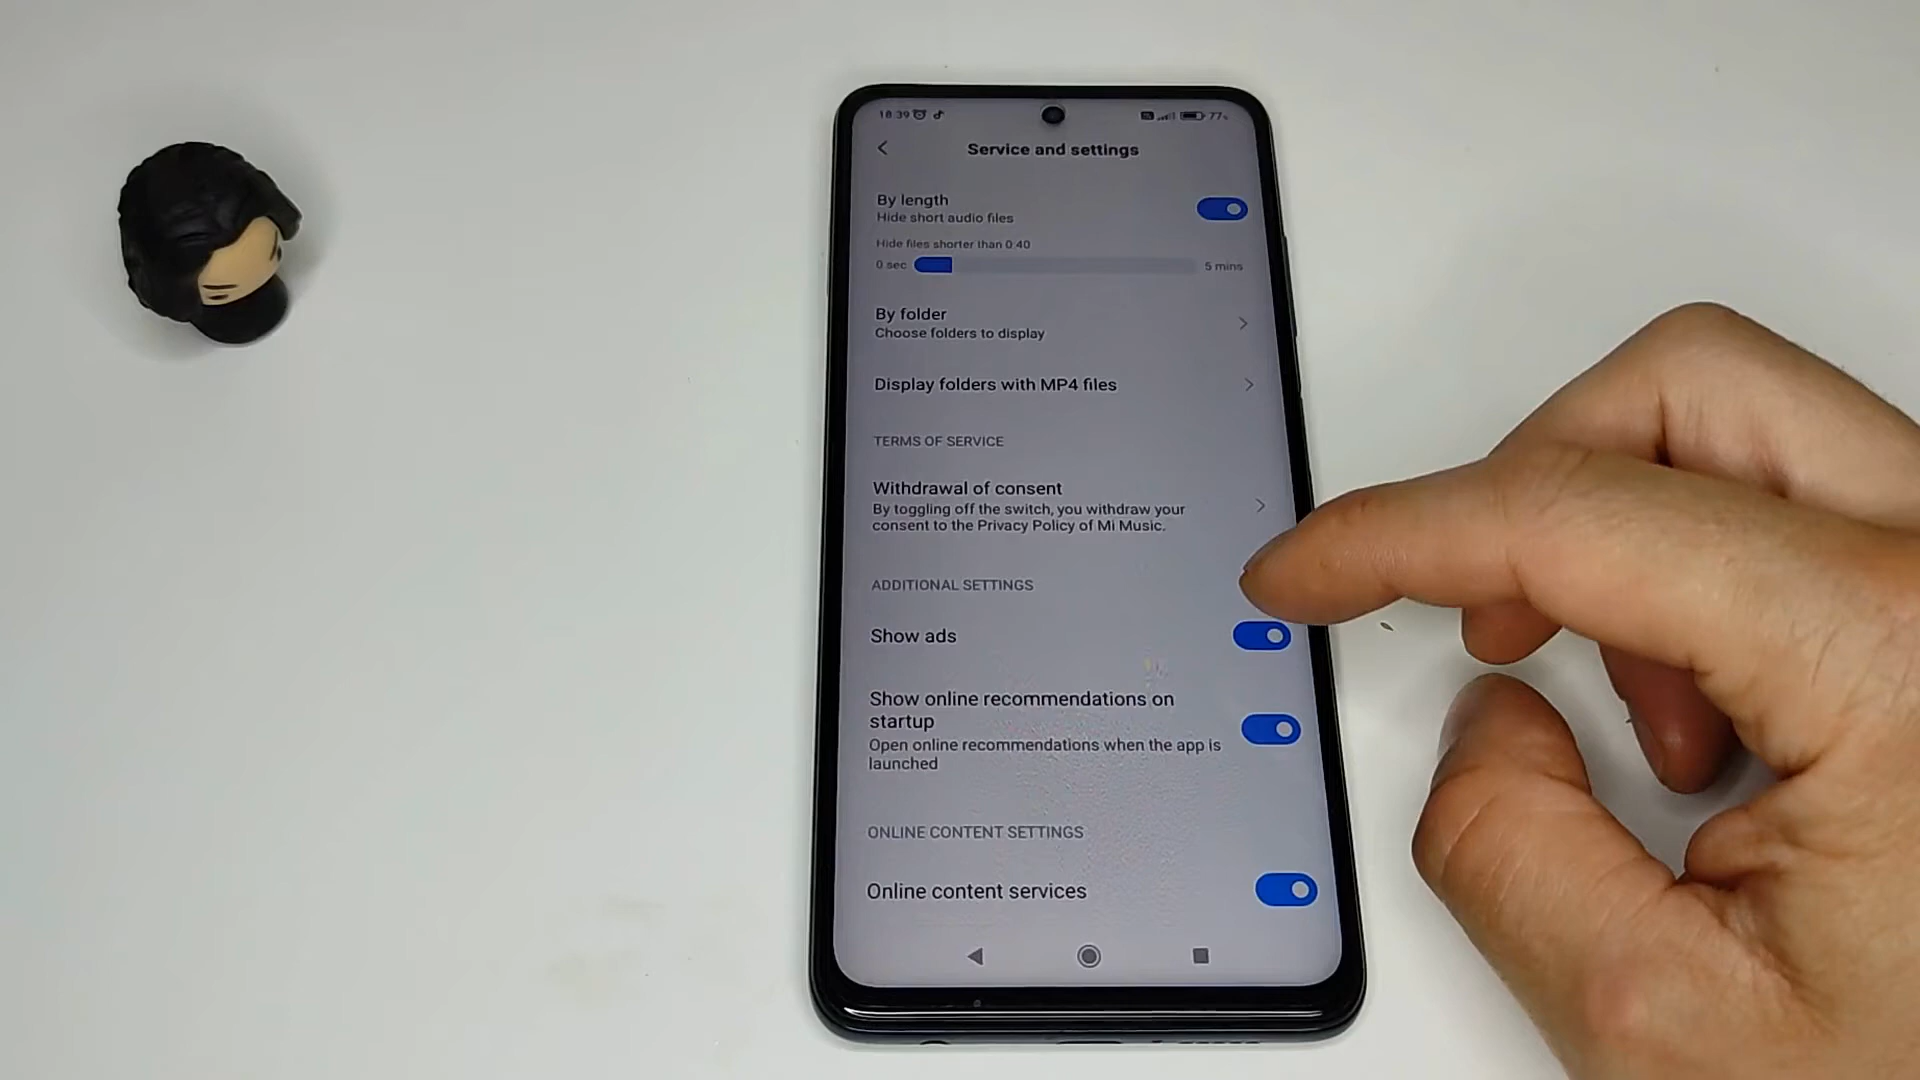 18:39
77%
Service and settings
By length
Hide short audio files
Hide files shorter than 0:40
0 sec
5 mins
By folder
Choose folders to display
Display folders with MP4 files
TERMS OF SERVICE
Withdrawal of consent
By toggling off the switch, you withdraw your
consent to the Privacy Policy of Mi Music.
ADDITIONAL SETTINGS
Show ads
Show online recommendations on
startup
Open online recommendations when the app is
launched
ONLINE CONTENT SETTINGS
Online content services